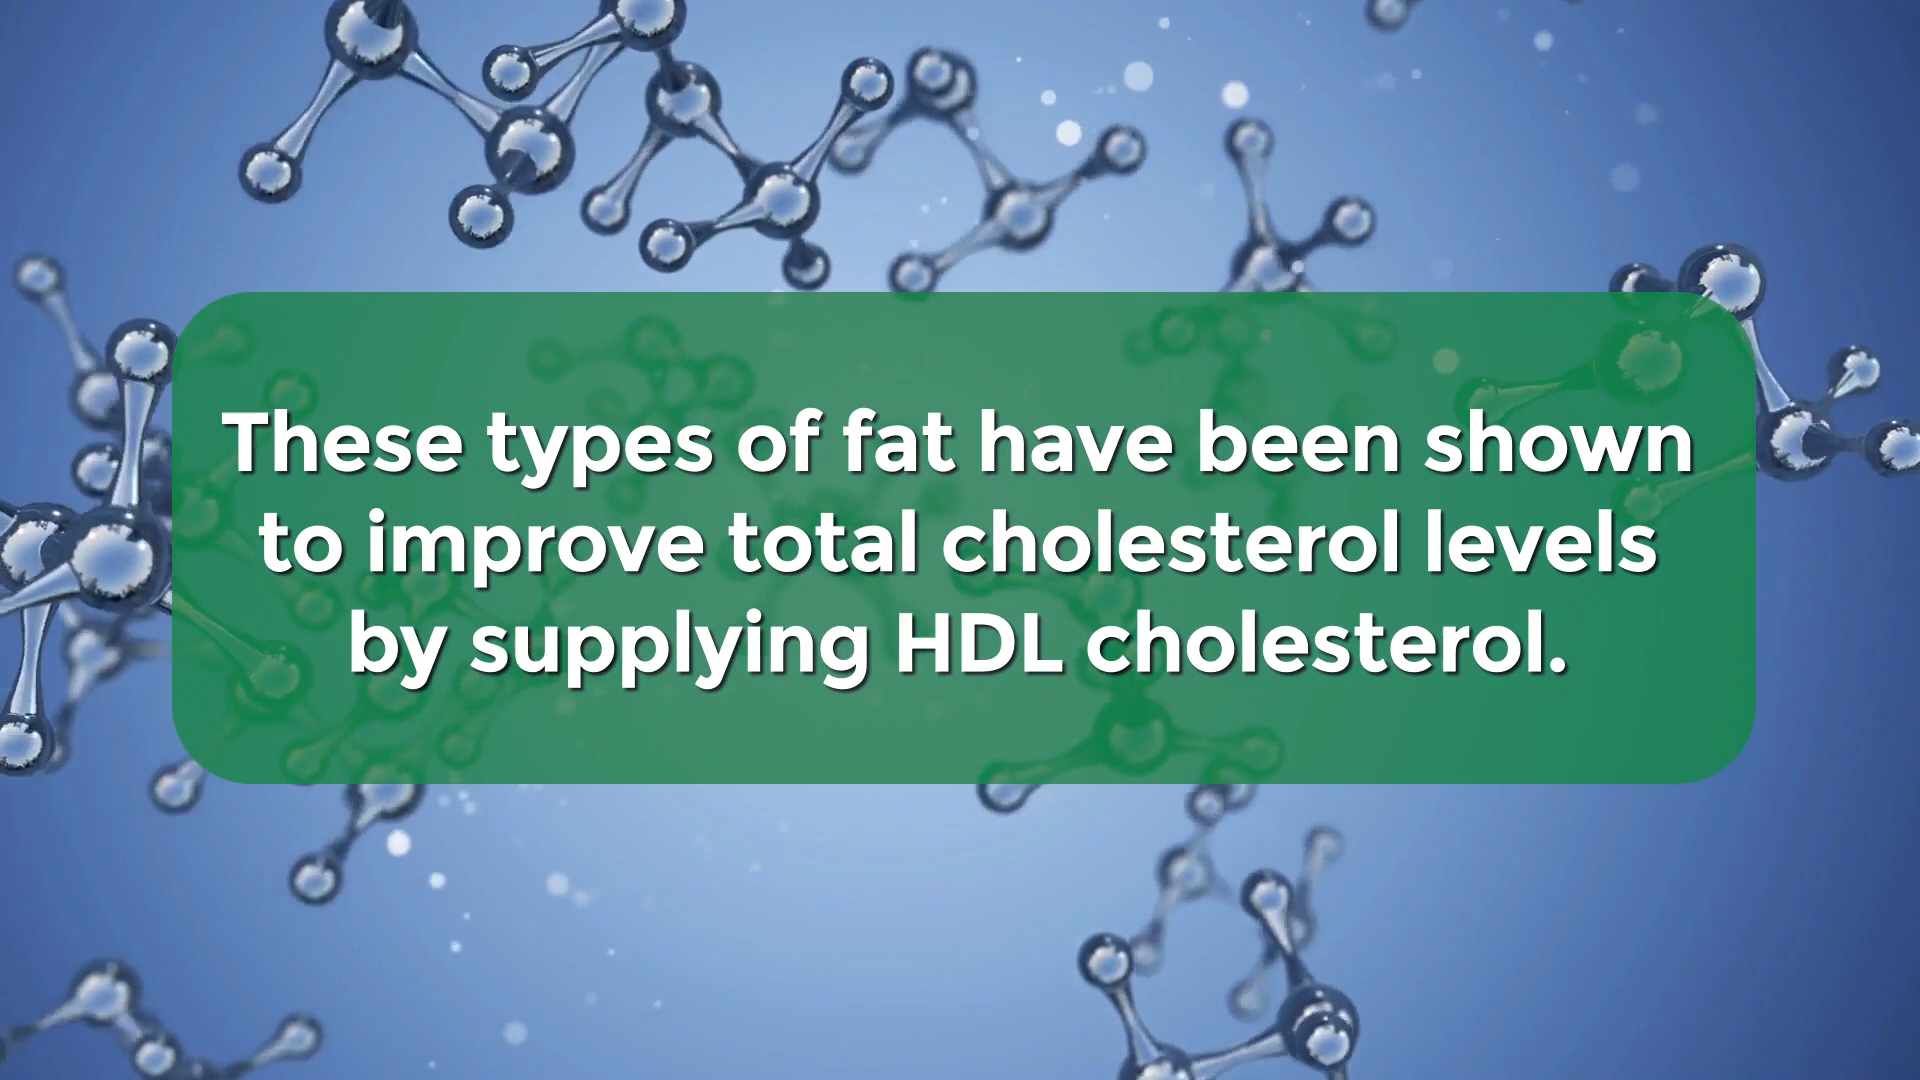 These types of fat have been shown
to improve total cholesterol levels
by supplying HDL cholesterol.